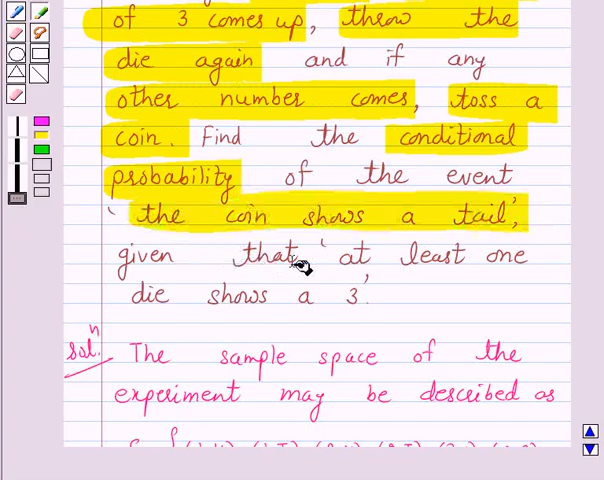 of 3 comes up, throw the
die again and if any
other number comes, toss a
coin. Find the conditional
probability of the event
' the coin shows a tail',
given that ' at least one
die shows a 3'.
Solⁿ The sample space of the
experiment may be described as